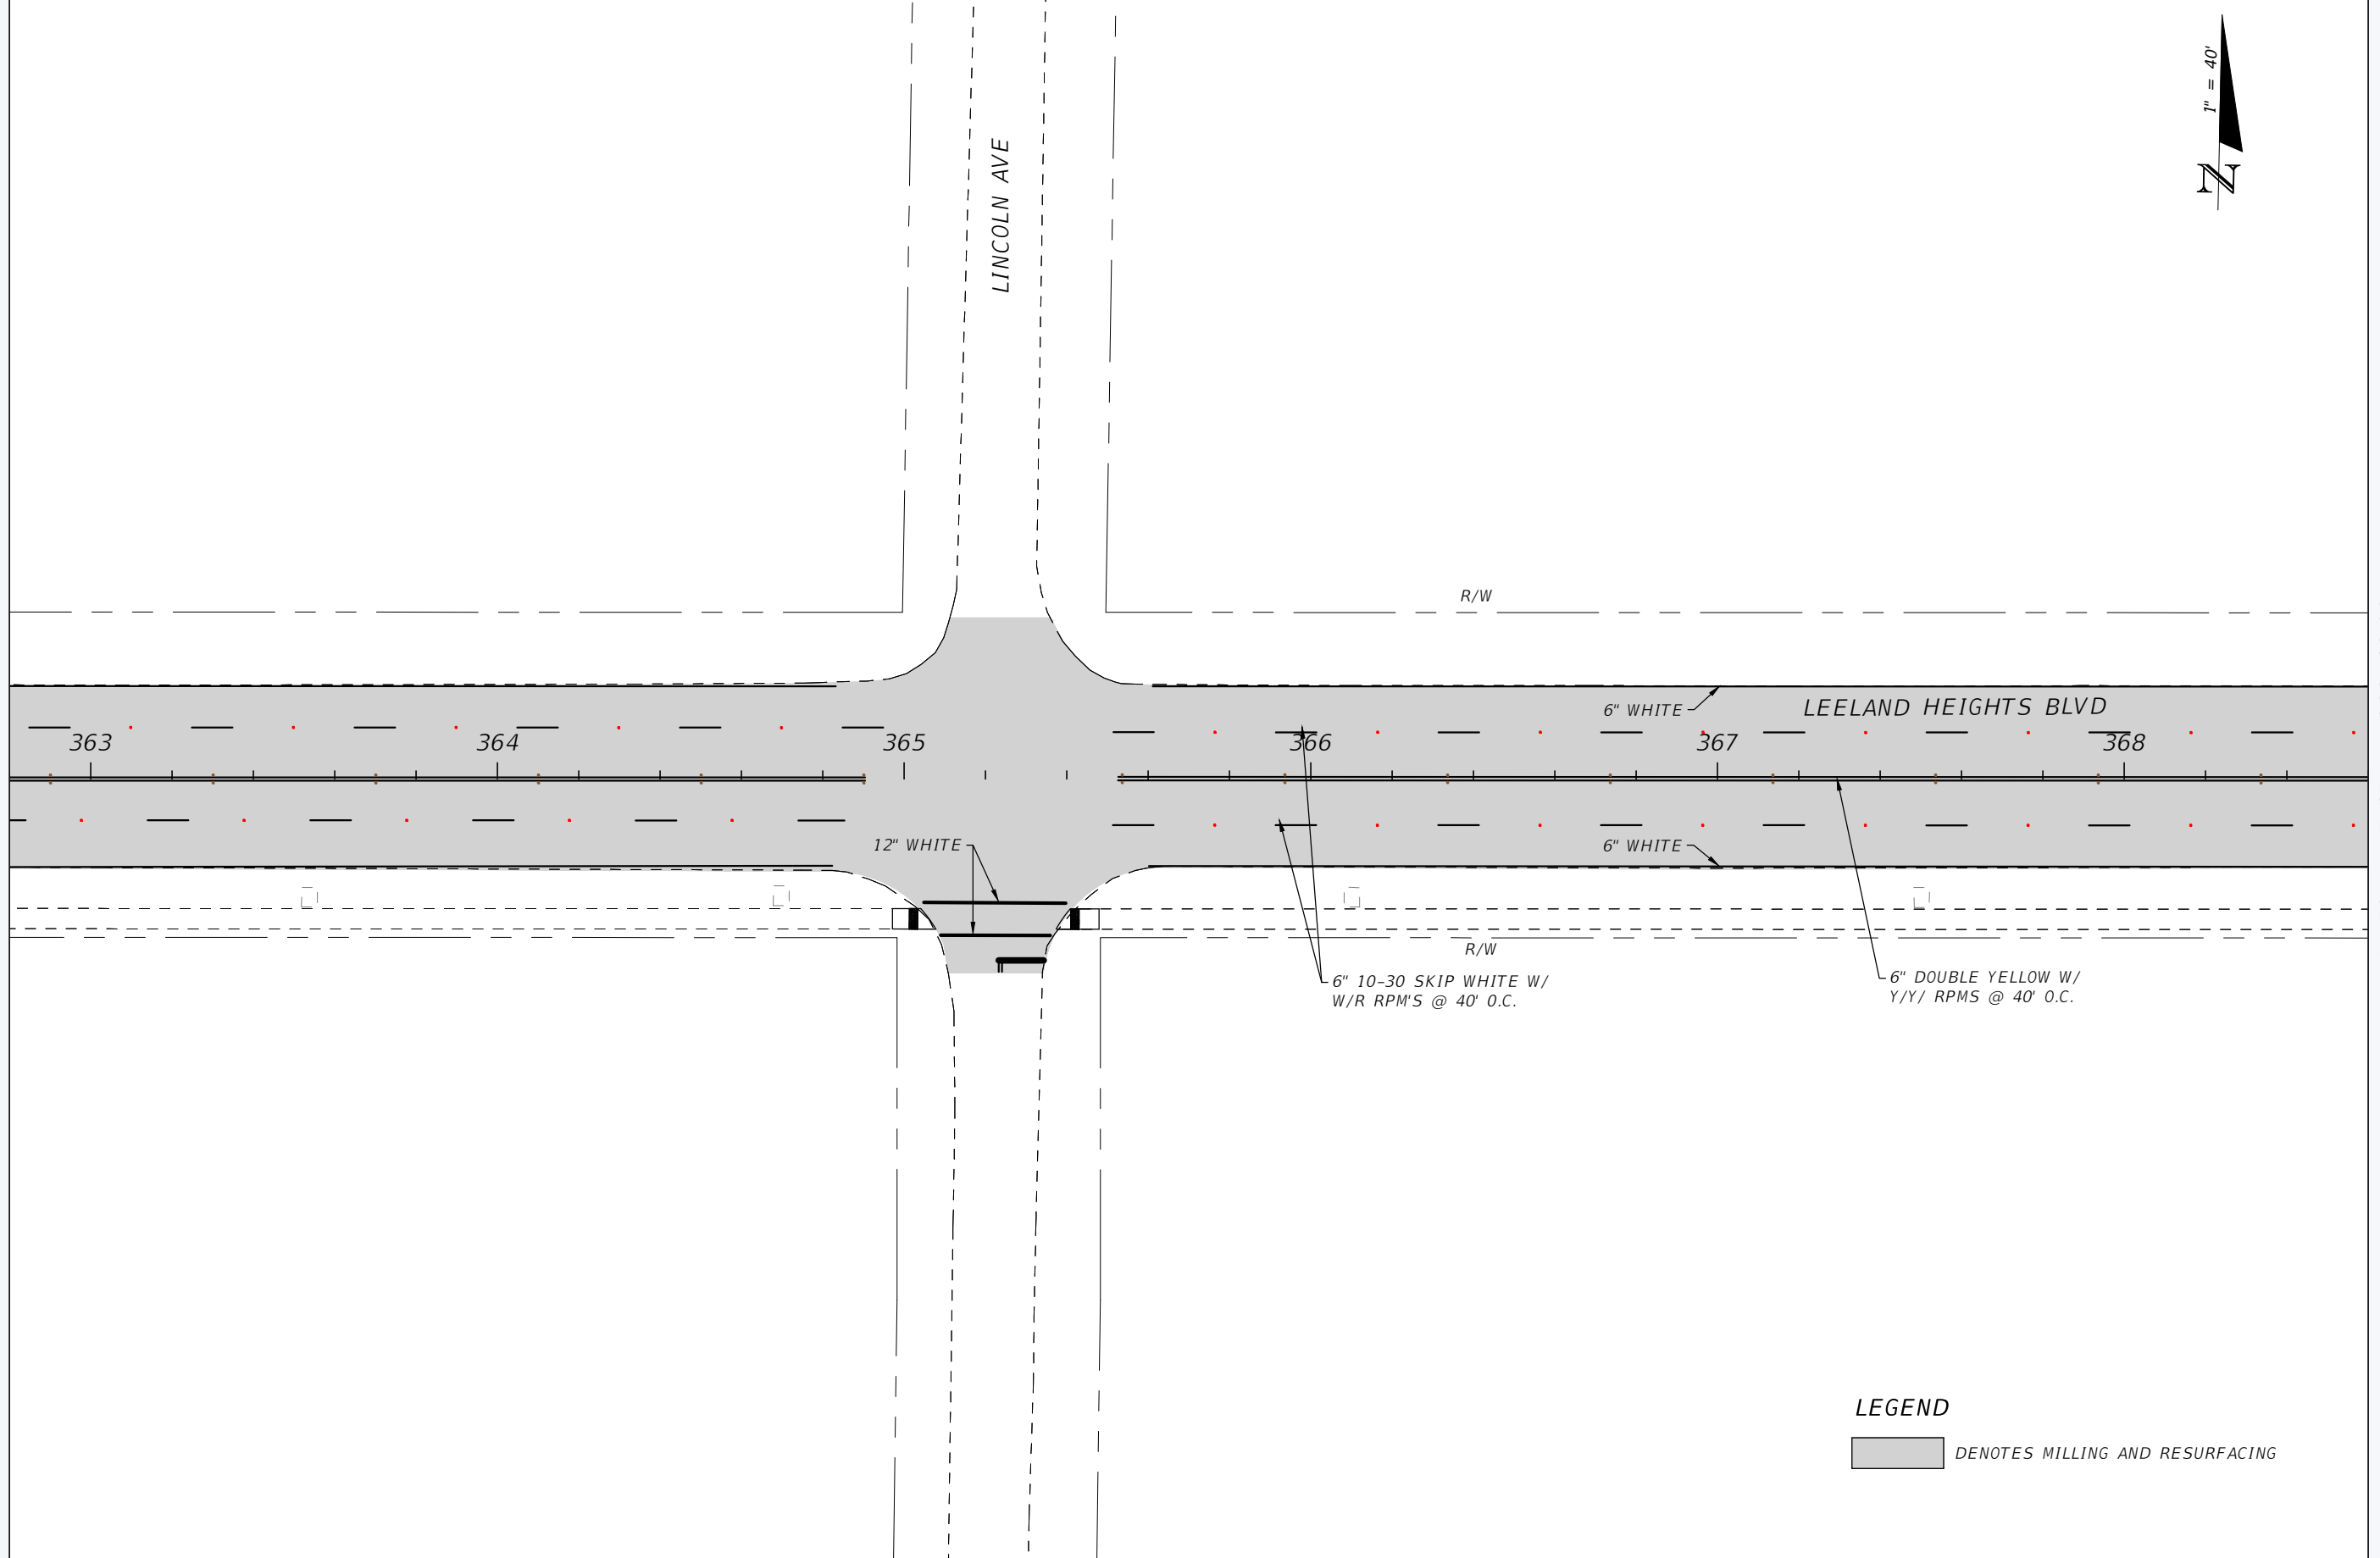 1" = 40'
N
LINCOLN AVE
R/W
6" WHITE
LEELAND HEIGHTS BLVD
363
364
365
366
367
368
12" WHITE
6" WHITE
R/W
6" 10-30 SKIP WHITE W/
W/R RPM'S @ 40' O.C.
6" DOUBLE YELLOW W/
Y/Y/ RPMS @ 40' O.C.
LEGEND
DENOTES MILLING AND RESURFACING